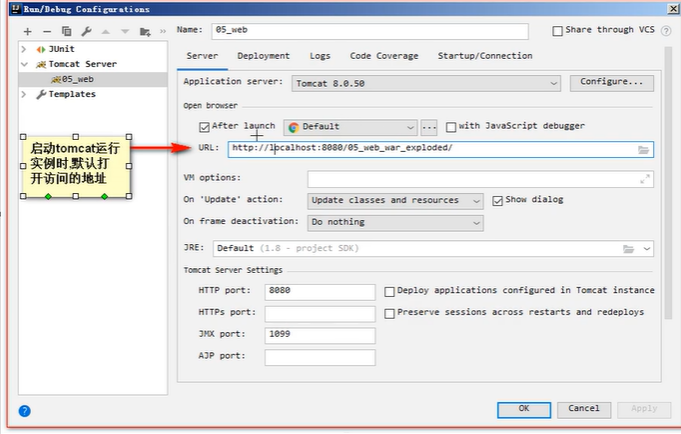 Run/Debug Configurations
Name: 05_web
Share through VCS
JUnit
Tomcat Server
05_web
Templates
Server Deployment Logs Code Coverage Startup/Connection
Application server: Tomcat 8.0.50 Configure...
Open browser
After launch Default ... with JavaScript debugger
URL: http://localhost:8080/05_web_war_exploded/
启动tomcat运行
实例时,默认打
开访问的地址
VM options:
On 'Update' action: Update classes and resources Show dialog
On frame deactivation: Do nothing
JRE: Default (1.8 - project SDK)
Tomcat Server Settings
HTTP port: 8080 Deploy applications configured in Tomcat instance
HTTPs port: Preserve sessions across restarts and redeploys
JMX port: 1099
AJP port:
OK Cancel Apply